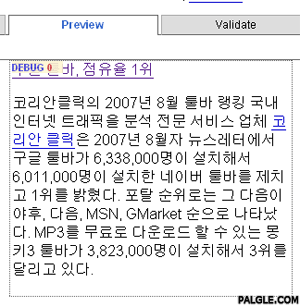 Preview
Validate
DEBUG 0
바, 점유율 1위
코리안클릭의 2007년 8월 툴바 랭킹 국내
인터넷 트래픽을 분석 전문 서비스 업체 코
리안 클릭은 2007년 8월자 뉴스레터에서
구글 툴바가 6,338,000명이 설치해서
6,011,000명이 설치한 네이버 툴바를 제치
고 1위를 밝혔다. 포탈 순위로는 그 다음이
야후, 다음, MSN, GMarket 순으로 나타났
다. MP3를 무료로 다운로드 할 수 있는 몽
키3 툴바가 3,823,000명이 설치해서 3위를
달리고 있다.
PALGLE.COM